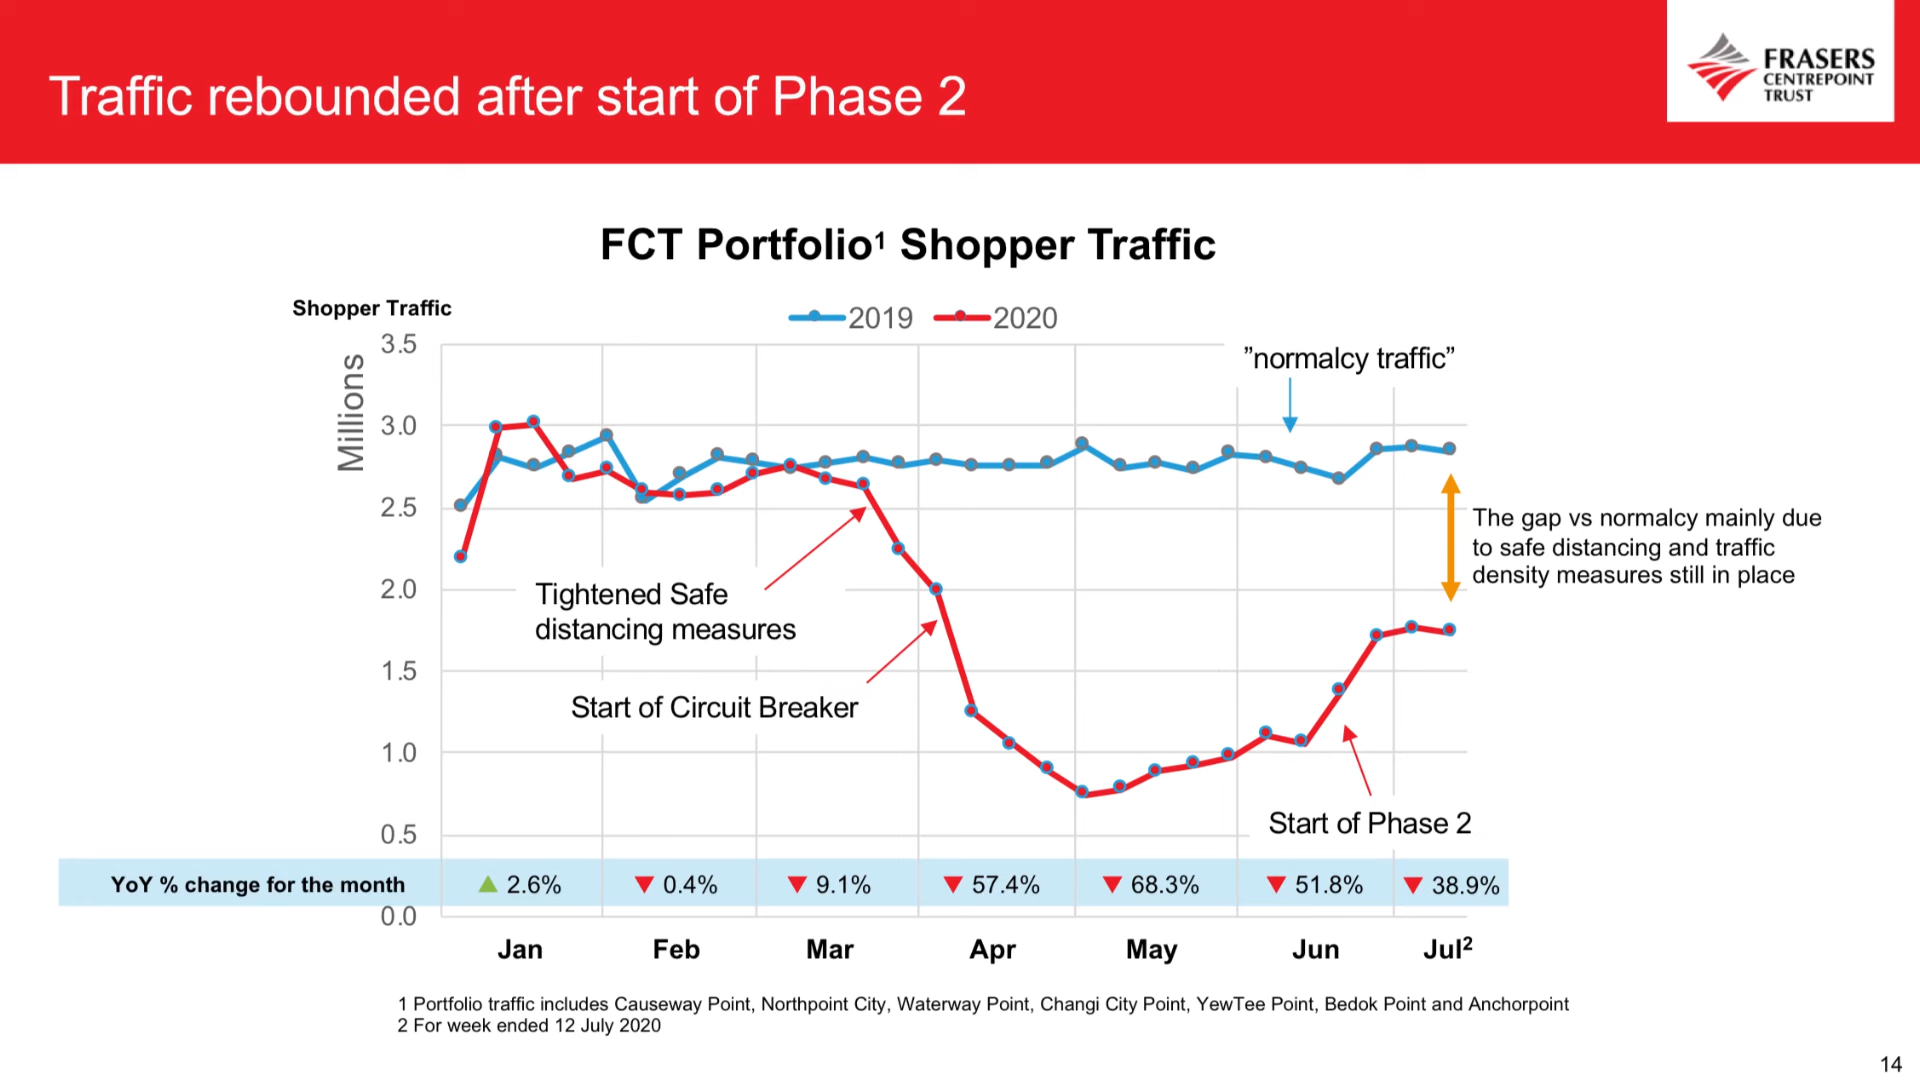 Traffic rebounded after start of Phase 2
FRASERS
CENTREPOINT
TRUST
FCT Portfolio¹ Shopper Traffic
Shopper Traffic
2019
2020
Millions
3.5
3.0
2.5
2.0
1.5
1.0
0.5
0.0
”normalcy traffic”
The gap vs normalcy mainly due
to safe distancing and traffic
density measures still in place
Tightened Safe
distancing measures
Start of Circuit Breaker
Start of Phase 2
YoY % change for the month
▲ 2.6%
▼ 0.4%
▼ 9.1%
▼ 57.4%
▼ 68.3%
▼ 51.8%
▼ 38.9%
Jan
Feb
Mar
Apr
May
Jun
Jul²
1 Portfolio traffic includes Causeway Point, Northpoint City, Waterway Point, Changi City Point, YewTee Point, Bedok Point and Anchorpoint
2 For week ended 12 July 2020
14